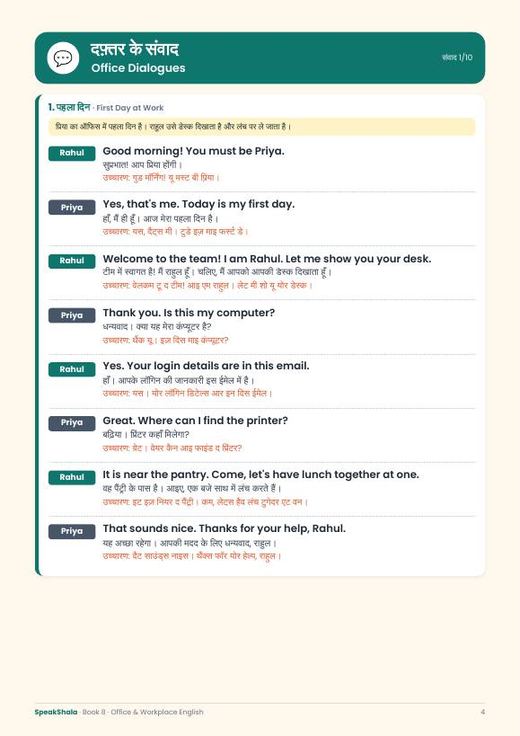 दफ़्तर के संवाद
Office Dialogues
संवाद 1/10
1. पहला दिन · First Day at Work
प्रिया का ऑफिस में पहला दिन है। राहुल उसे डेस्क दिखाता है और लंच पर ले जाता है।
Rahul
Good morning! You must be Priya.
सुप्रभात! आप प्रिया होंगी।
उच्चारण: गुड मॉर्निंग! यू मस्ट बी प्रिया।
Priya
Yes, that's me. Today is my first day.
हाँ, मैं ही हूँ। आज मेरा पहला दिन है।
उच्चारण: यस, दैट्स मी। टुडे इज़ माइ फर्स्ट डे।
Rahul
Welcome to the team! I am Rahul. Let me show you your desk.
टीम में स्वागत है! मैं राहुल हूँ। चलिए, मैं आपको आपकी डेस्क दिखाता हूँ।
उच्चारण: वेलकम टू द टीम! आइ एम राहुल। लेट मी शो यू योर डेस्क।
Priya
Thank you. Is this my computer?
धन्यवाद। क्या यह मेरा कंप्यूटर है?
उच्चारण: थैंक यू। इज़ दिस माइ कंप्यूटर?
Rahul
Yes. Your login details are in this email.
हाँ। आपके लॉगिन की जानकारी इस ईमेल में है।
उच्चारण: यस। योर लॉगिन डिटेल्स आर इन दिस ईमेल।
Priya
Great. Where can I find the printer?
बढ़िया। प्रिंटर कहाँ मिलेगा?
उच्चारण: ग्रेट। वेयर कैन आइ फाइंड द प्रिंटर?
Rahul
It is near the pantry. Come, let's have lunch together at one.
वह पैंट्री के पास है। आइए, एक बजे साथ में लंच करते हैं।
उच्चारण: इट इज़ नियर द पैंट्री। कम, लेट्स हैव लंच टुगेदर एट वन।
Priya
That sounds nice. Thanks for your help, Rahul.
यह अच्छा रहेगा। आपकी मदद के लिए धन्यवाद, राहुल।
उच्चारण: दैट साउंड्स नाइस। थैंक्स फॉर योर हेल्प, राहुल।
SpeakShala · Book 8 · Office & Workplace English
4